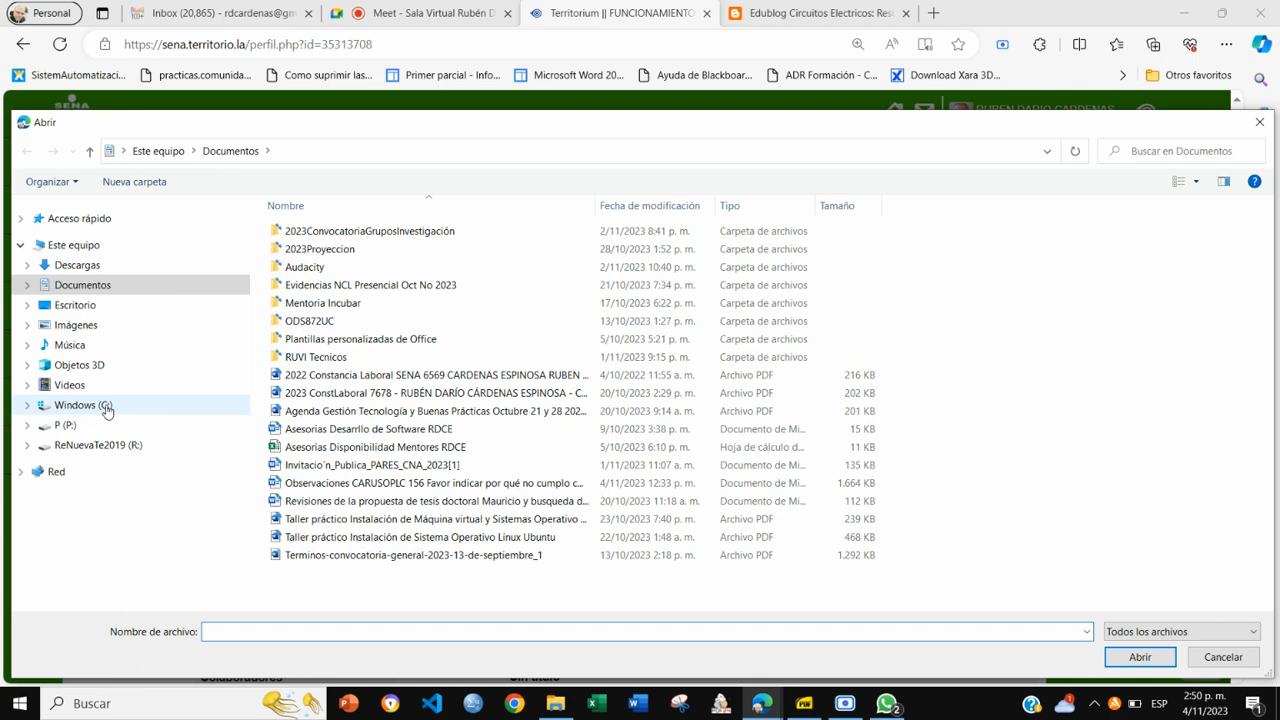 Personal
Inbox (20,865) - rdcardenas@gm
Meet - Sala Virtual Rubén D
Territorium || FUNCIONAMIENTO
Edublog Circuitos Electricos: Res
https://sena.territorio.la/perfil.php?id=35313708
SistemAutomatizaci...
practicas.comunida...
Como suprimir las...
Primer parcial - Info...
Microsoft Word 20...
Ayuda de Blackboar...
ADR Formación - C...
Download Xara 3D...
Otros favoritos
SENA
RUBEN DARIO CARDENAS
Abrir
Este equipo
Documentos
Buscar en Documentos
Organizar
Nueva carpeta
Nombre Fecha de modificación Tipo Tamaño
Acceso rápido
Este equipo
Descargas
Documentos
Escritorio
Imágenes
Música
Objetos 3D
Videos
Windows (C:)
P (P:)
ReNuevaTe2019 (R:)
Red
2023ConvocatoriaGruposInvestigación 2/11/2023 8:41 p. m. Carpeta de archivos
2023Proyeccion 28/10/2023 1:52 p. m. Carpeta de archivos
Audacity 2/11/2023 10:40 p. m. Carpeta de archivos
Evidencias NCL Presencial Oct No 2023 21/10/2023 7:34 p. m. Carpeta de archivos
Mentoria Incubar 17/10/2023 6:22 p. m. Carpeta de archivos
ODS872UC 13/10/2023 1:27 p. m. Carpeta de archivos
Plantillas personalizadas de Office 5/10/2023 5:21 p. m. Carpeta de archivos
RUVI Tecnicos 1/11/2023 9:15 p. m. Carpeta de archivos
2022 Constancia Laboral SENA 6569 CARDENAS ESPINOSA RUBEN ... 4/10/2022 11:55 a. m. Archivo PDF 216 KB
2023 ConstLaboral 7678 - RUBÉN DARÍO CÁRDENAS ESPINOSA - C... 20/10/2023 2:29 p. m. Archivo PDF 202 KB
Agenda Gestión Tecnología y Buenas Prácticas Octubre 21 y 28 202... 20/10/2023 9:14 a. m. Archivo PDF 201 KB
Asesorias Desarrllo de Software RDCE 9/10/2023 3:38 p. m. Documento de Mi... 15 KB
Asesorias Disponibilidad Mentores RDCE 5/10/2023 6:10 p. m. Hoja de cálculo d... 11 KB
Invitacio´n_Publica_PARES_CNA_2023[1] 1/11/2023 11:07 a. m. Documento de Mi... 135 KB
Observaciones CARUSOPLC 156 Favor indicar por qué no cumplo c... 4/11/2023 12:33 p. m. Documento de Mi... 1.664 KB
Revisiones de la propuesta de tesis doctoral Mauricio y busqueda d... 20/10/2023 11:18 a. m. Documento de Mi... 112 KB
Taller práctico Instalación de Máquina virtual y Sistemas Operativo ... 23/10/2023 7:40 p. m. Archivo PDF 239 KB
Taller práctico Instalación de Sistema Operativo Linux Ubuntu 22/10/2023 1:48 a. m. Archivo PDF 468 KB
Terminos-convocatoria-general-2023-13-de-septiembre_1 13/10/2023 2:18 p. m. Archivo PDF 1.292 KB
Nombre de archivo:
Todos los archivos
Abrir
Cancelar
Colaboradores
Sin título
Buscar
ESP
2:50 p. m.
4/11/2023